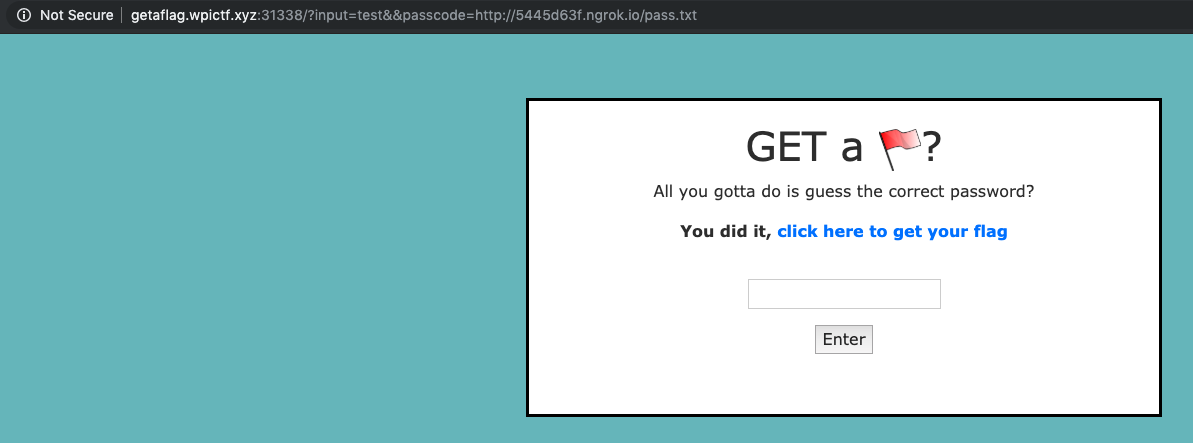 Not Secure getaflag.wpictf.xyz:31338/?input=test&&passcode=http://5445d63f.ngrok.io/pass.txt
GET a 🚩?
All you gotta do is guess the correct password?
You did it, click here to get your flag
Enter